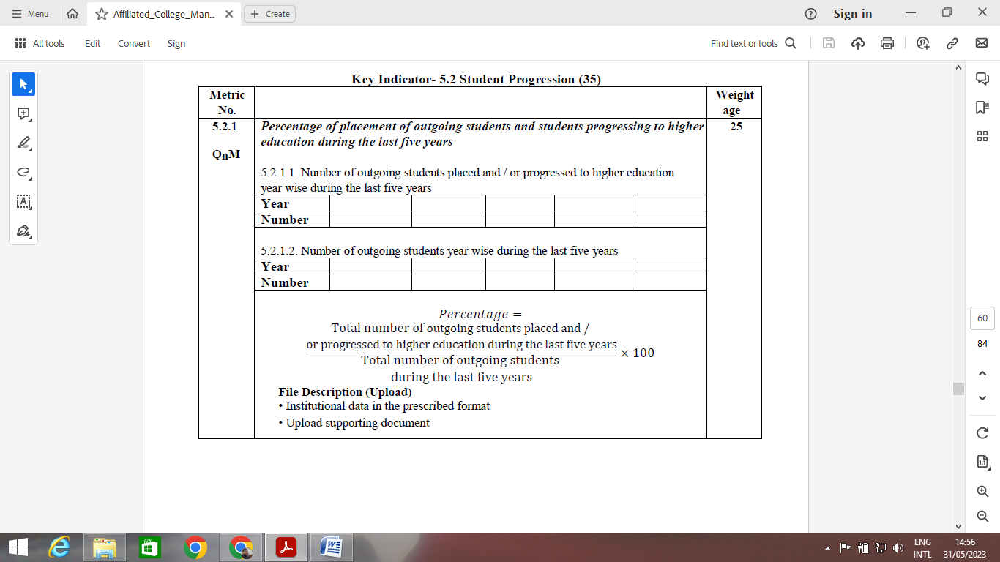 Menu
Affiliated_College_Man...
Create
Sign in
All tools
Edit
Convert
Sign
Find text or tools
Key Indicator- 5.2 Student Progression (35)
Metric No.
Weight age
5.2.1
QnM
Percentage of placement of outgoing students and students progressing to higher
education during the last five years
25
5.2.1.1. Number of outgoing students placed and / or progressed to higher education
year wise during the last five years
Year
Number
5.2.1.2. Number of outgoing students year wise during the last five years
Year
Number
Percentage =
Total number of outgoing students placed and /
or progressed to higher education during the last five years
× 100
Total number of outgoing students
during the last five years
File Description (Upload)
• Institutional data in the prescribed format
• Upload supporting document
60
84
1:1
ENG
INTL
14:56
31/05/2023